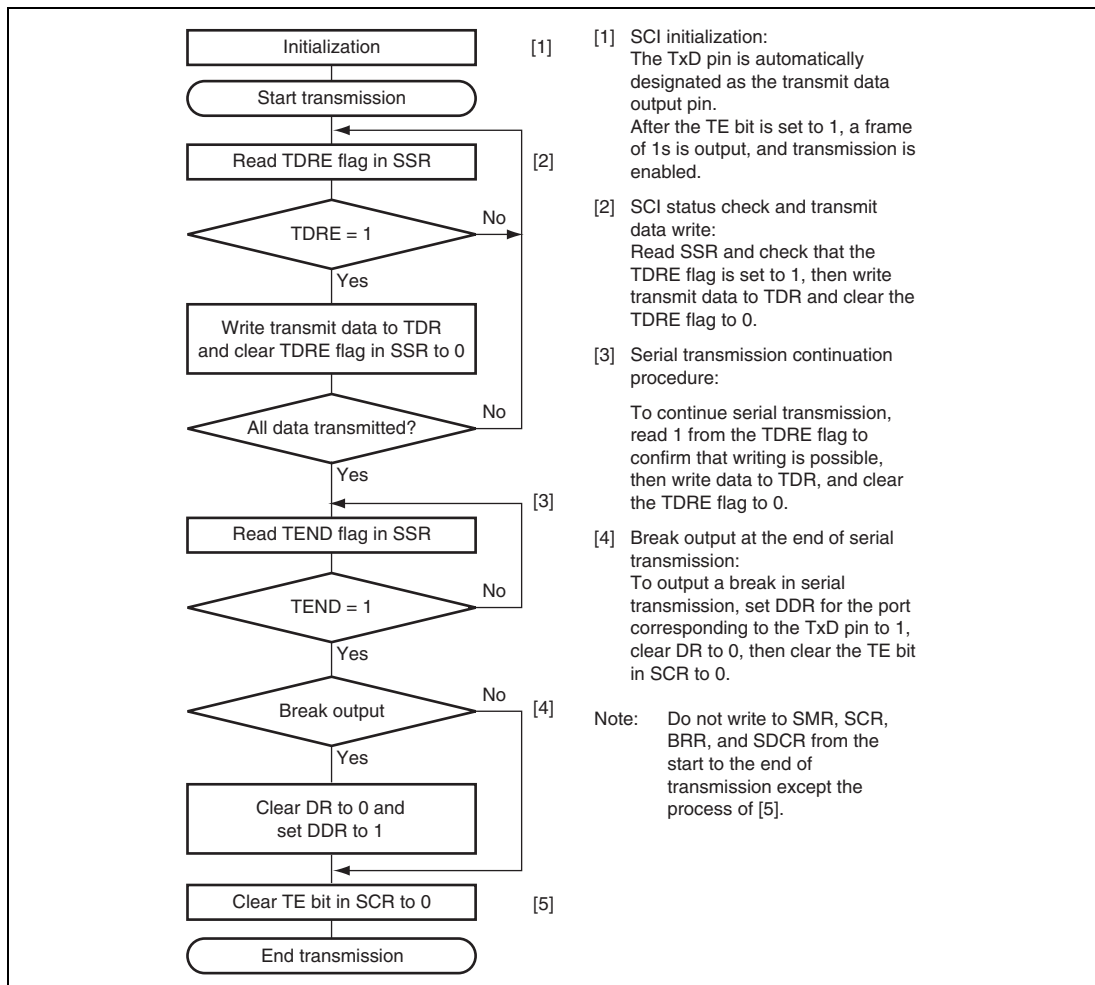 Initialization
[1]
Start transmission
Read TDRE flag in SSR
[2]
No
TDRE = 1
Yes
Write transmit data to TDR
and clear TDRE flag in SSR to 0
No
All data transmitted?
Yes
[3]
Read TEND flag in SSR
No
TEND = 1
Yes
No
Break output
[4]
Yes
Clear DR to 0 and
set DDR to 1
Clear TE bit in SCR to 0
[5]
End transmission
[1] SCI initialization:
The TxD pin is automatically
designated as the transmit data
output pin.
After the TE bit is set to 1, a frame
of 1s is output, and transmission is
enabled.
[2] SCI status check and transmit
data write:
Read SSR and check that the
TDRE flag is set to 1, then write
transmit data to TDR and clear the
TDRE flag to 0.
[3] Serial transmission continuation
procedure:
To continue serial transmission,
read 1 from the TDRE flag to
confirm that writing is possible,
then write data to TDR, and clear
the TDRE flag to 0.
[4] Break output at the end of serial
transmission:
To output a break in serial
transmission, set DDR for the port
corresponding to the TxD pin to 1,
clear DR to 0, then clear the TE bit
in SCR to 0.
Note: Do not write to SMR, SCR,
BRR, and SDCR from the
start to the end of
transmission except the
process of [5].